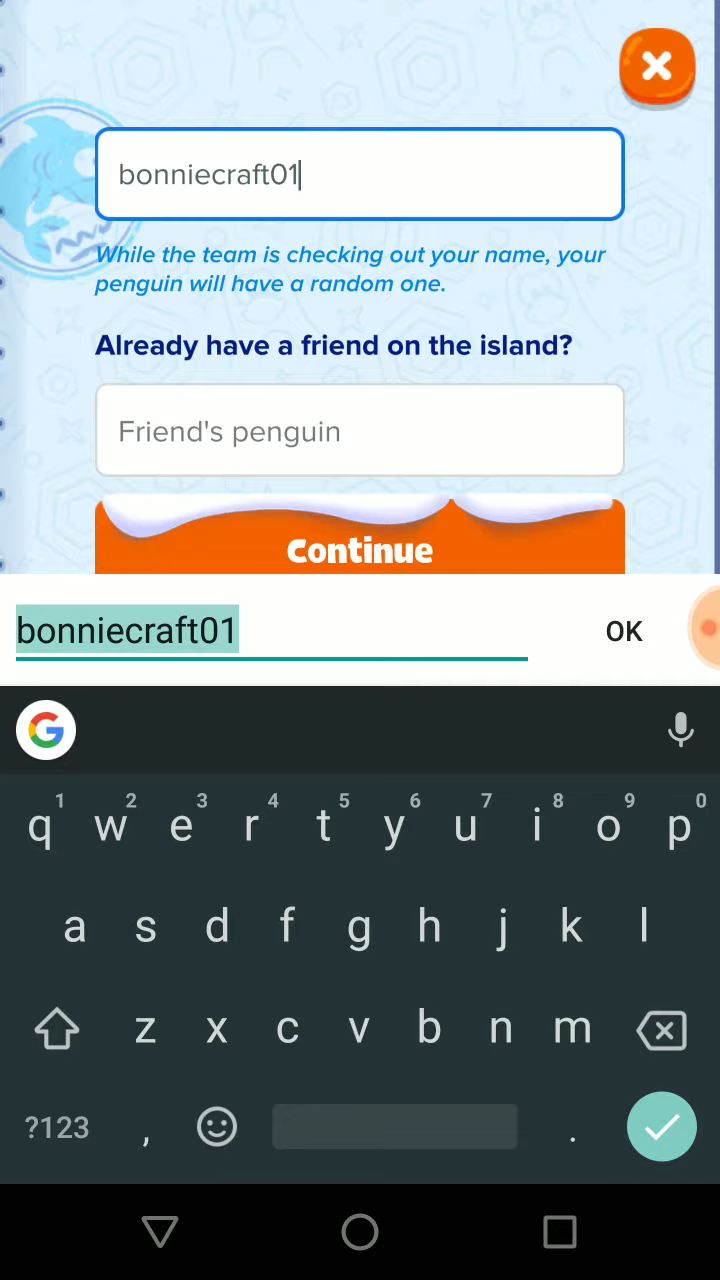 bonniecraft01
While the team is checking out your name, your
penguin will have a random one.
Already have a friend on the island?
Friend's penguin
Continue
bonniecraft01
OK
G
1 2 3 4 5 6 7 8 9 0
q w e r t y u i o p
a s d f g h j k l
z x c v b n m
?123 , .